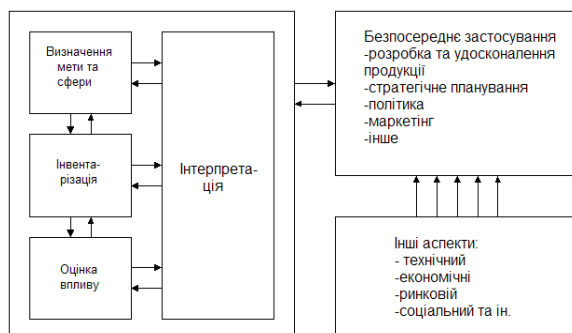 Визначення
мети та
сфери
Інвента-
різація
Оцінка
впливу
Інтерпрета-
ція
Безпосереднє застосування
-розробка та удосконалення
продукції
-стратегічне планування
-політика
-маркетінг
-інше
Інші аспекти:
- технічний
-економічні
-ринковій
-соціальний та ін.